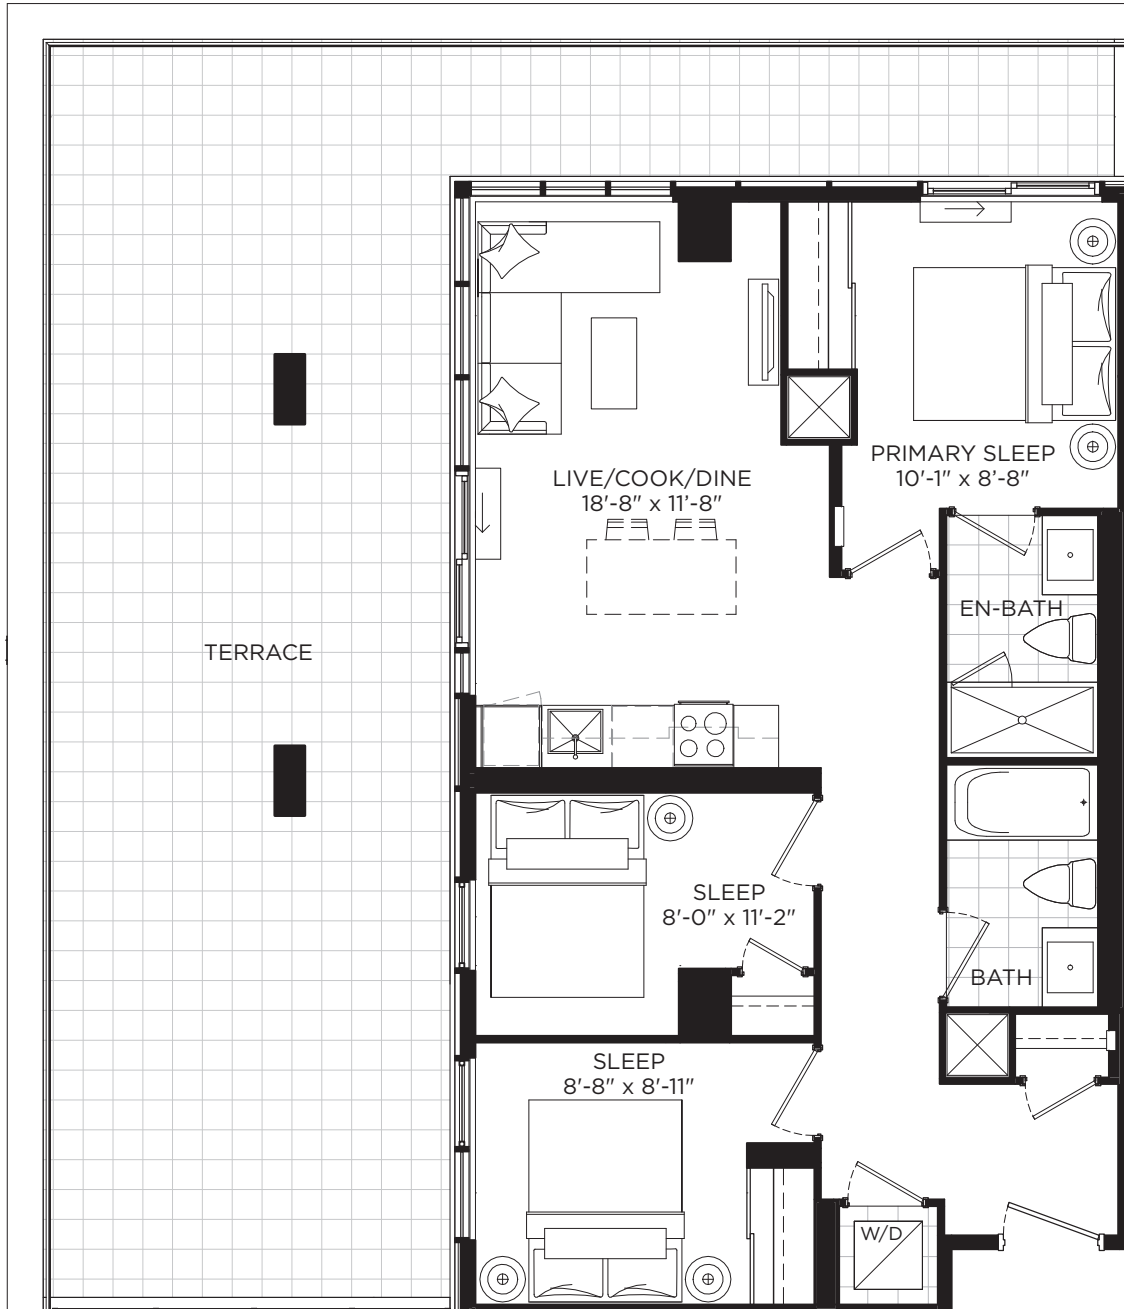 PRIMARY SLEEP
10'-1" x 8'-8"
LIVE/COOK/DINE
18'-8" x 11'-8"
EN-BATH
TERRACE
SLEEP
8'-0" x 11'-2"
BATH
SLEEP
8'-8" x 8'-11"
W/D